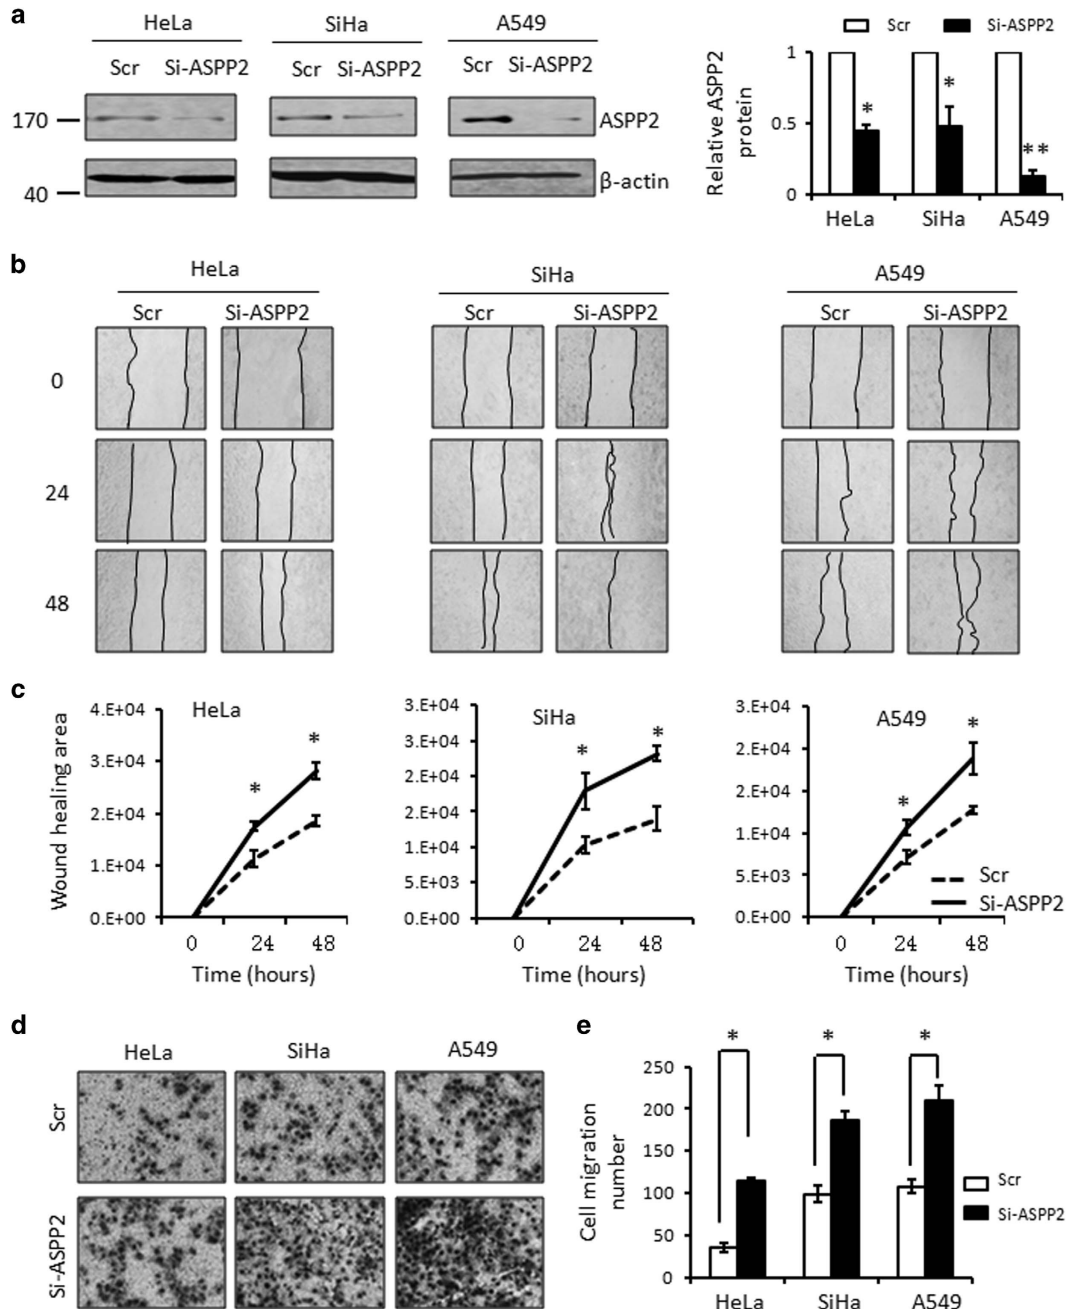 a
HeLa
SiHa
A549
Scr Si-ASPP2
Scr Si-ASPP2
Scr Si-ASPP2
170
ASPP2
40
β-actin
Scr
Si-ASPP2
Relative ASPP2
protein
1
0.5
0
*
*
**
HeLa
SiHa
A549
b
HeLa
SiHa
A549
Scr
Si-ASPP2
Scr
Si-ASPP2
Scr
Si-ASPP2
0
24
48
c
Wound healing area
HeLa
4.E+04
3.E+04
2.E+04
1.E+04
0.E+00
*
*
0 24 48
Time (hours)
SiHa
3.E+04
3.E+04
2.E+04
2.E+04
1.E+04
5.E+03
0.E+00
*
*
0 24 48
Time (hours)
A549
3.E+04
2.E+04
2.E+04
1.E+04
5.E+03
0.E+00
*
*
Scr
Si-ASPP2
0 24 48
Time (hours)
d
HeLa
SiHa
A549
Scr
Si-ASPP2
e
Cell migration
number
250
200
150
100
50
0
*
*
*
Scr
Si-ASPP2
HeLa
SiHa
A549